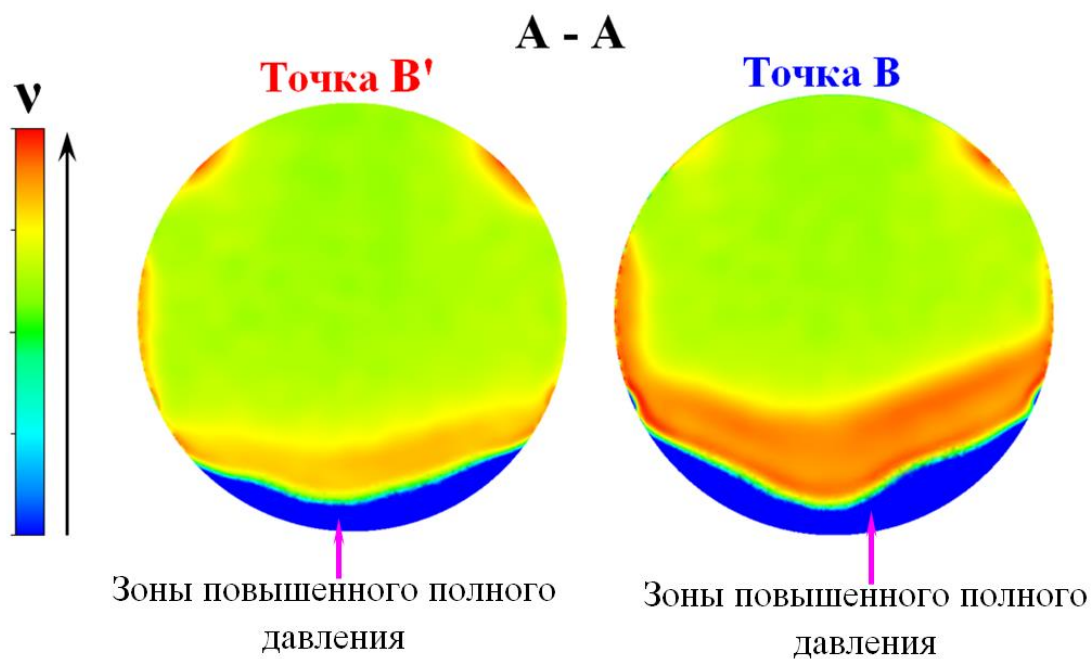 А - А
Точка В'
Точка В
ν
Зоны повышенного полного
давления
Зоны повышенного полного
давления